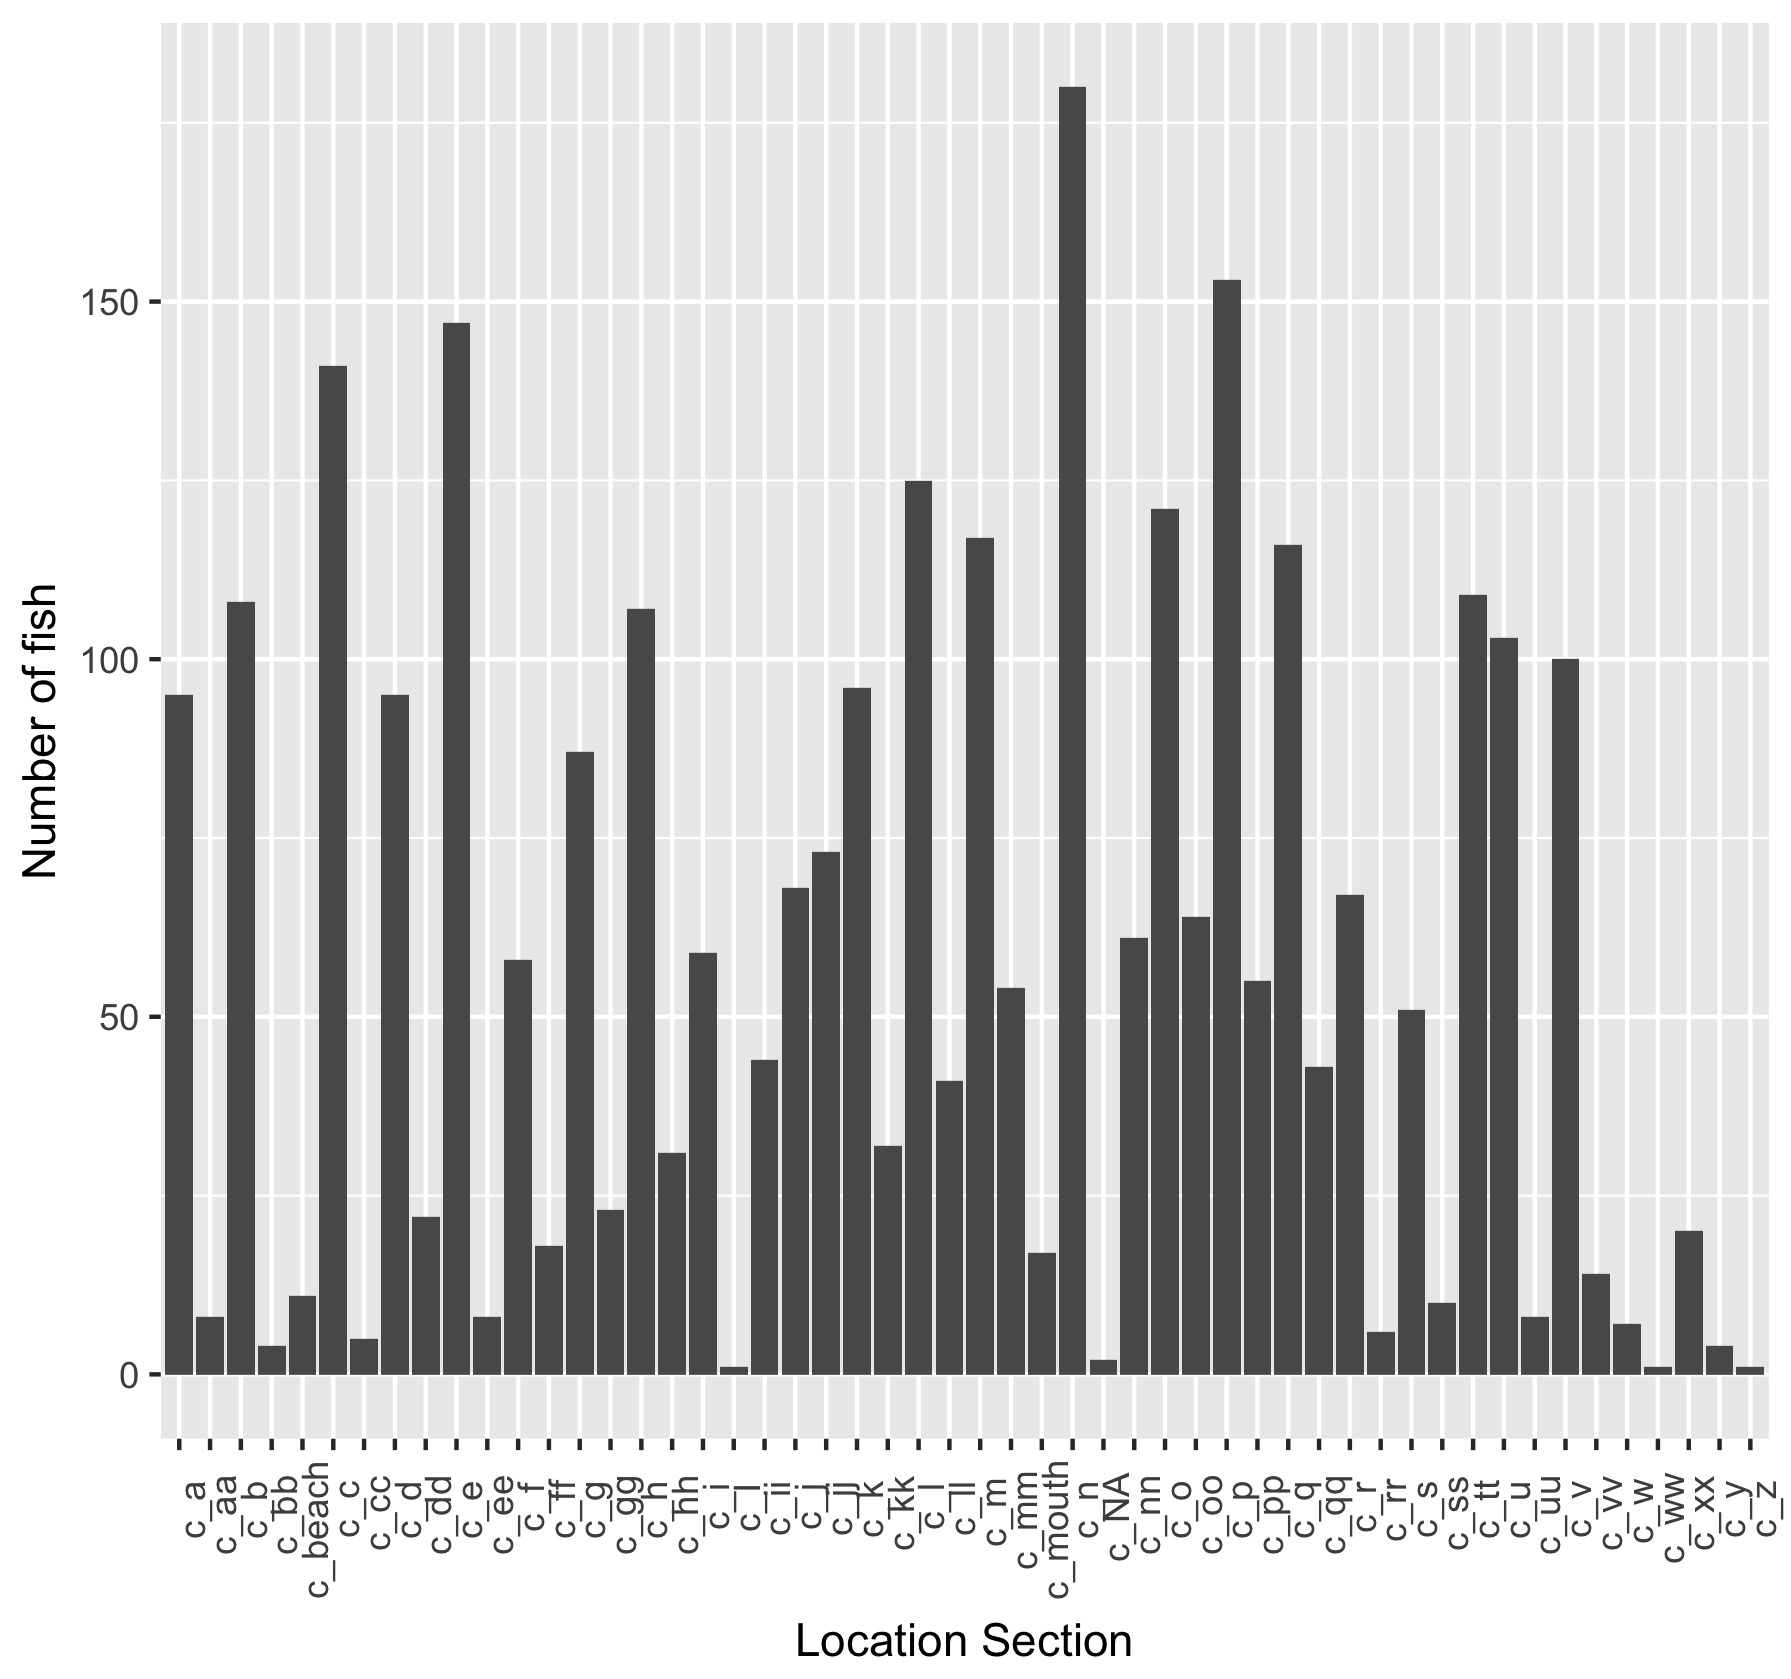 Number of fish
150
100
50
0
c_a
c_aa
c_b
c_bb
c_beach
c_c
c_cc
c_d
c_dd
c_e
c_ee
c_f
c_ff
c_g
c_gg
c_h
c_hh
c_i
c_I
c_ii
c_j
c_jj
c_k
c_kk
c_l
c_ll
c_m
c_mm
c_mouth
c_n
c_NA
c_nn
c_o
c_oo
c_p
c_pp
c_q
c_qq
c_r
c_rr
c_s
c_ss
c_tt
c_u
c_uu
c_v
c_vv
c_w
c_ww
c_xx
c_y
c_z
Location Section